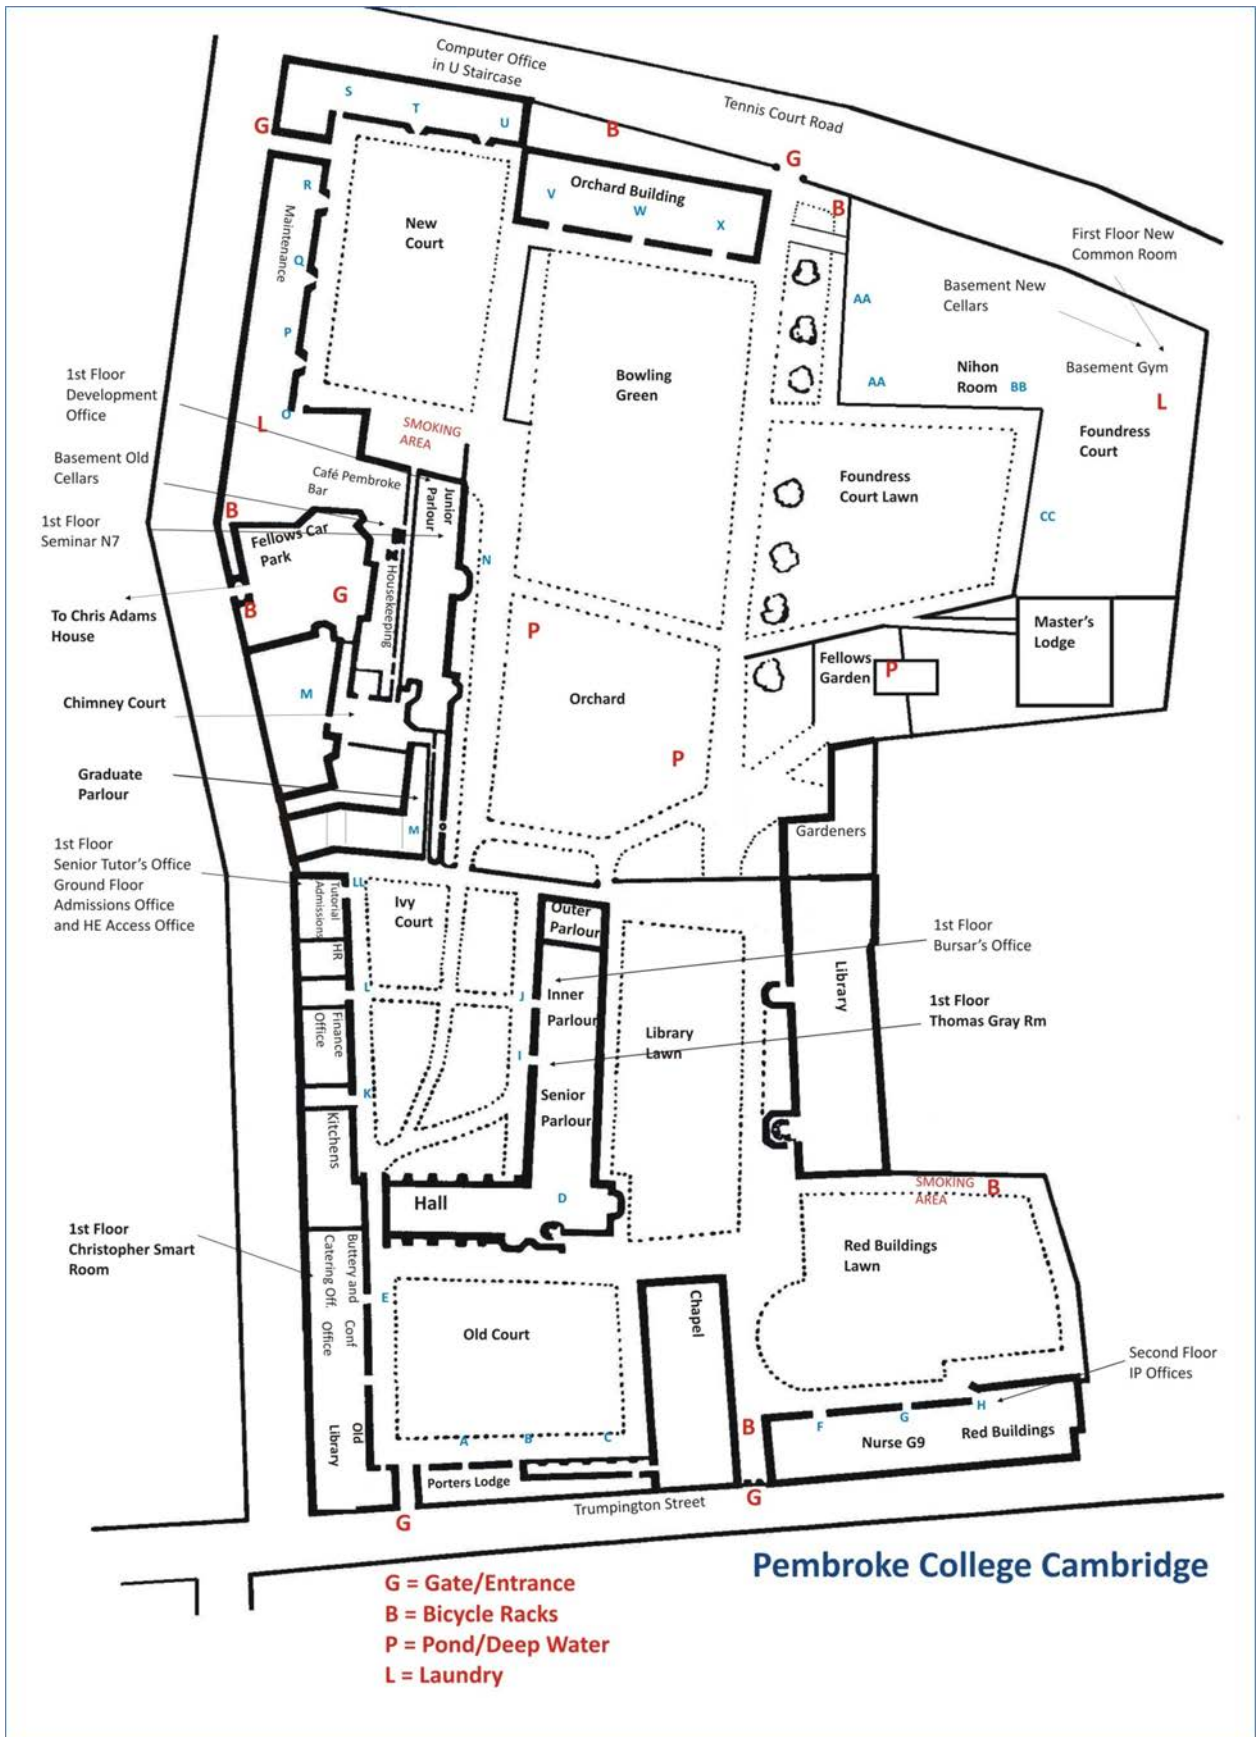 Computer Office
in U Staircase
Tennis Court Road
S
T
U
G
B
G
B
R
Maintenance
Q
P
O
L
New
Court
Orchard Building
V
W
X
First Floor New
Common Room
Basement New
Cellars
AA
AA
Nihon
Room
BB
Basement Gym
L
Foundress
Court
CC
Bowling
Green
1st Floor
Development
Office
SMOKING
AREA
Basement Old
Cellars
Café Pembroke
Bar
Junior
Parlour
Foundress
Court Lawn
1st Floor
Seminar N7
B
Fellows Car
Park
G
B
Housekeeping
N
To Chris Adams
House
P
Master's
Lodge
Fellows
Garden
P
M
Chimney Court
Orchard
P
Graduate
Parlour
M
Gardeners
1st Floor
Senior Tutor's Office
Ground Floor
Admissions Office
and HE Access Office
Tutorial
Admissions
LL
Ivy
Court
Outer
Parlour
1st Floor
Bursar's Office
HR
L
J
Inner
Parlour
Library
1st Floor
Thomas Gray Rm
Finance
Office
I
Library
Lawn
K
Senior
Parlour
Kitchens
SMOKING
AREA
B
Hall
D
1st Floor
Christopher Smart
Room
Buttery and Conf
Catering Off. Office
E
Old Court
Chapel
Red Buildings
Lawn
Second Floor
IP Offices
Old
Library
A
B
C
B
F
G
H
Nurse G9
Red Buildings
Porters Lodge
Trumpington Street
G
G
Pembroke College Cambridge
G = Gate/Entrance
B = Bicycle Racks
P = Pond/Deep Water
L = Laundry